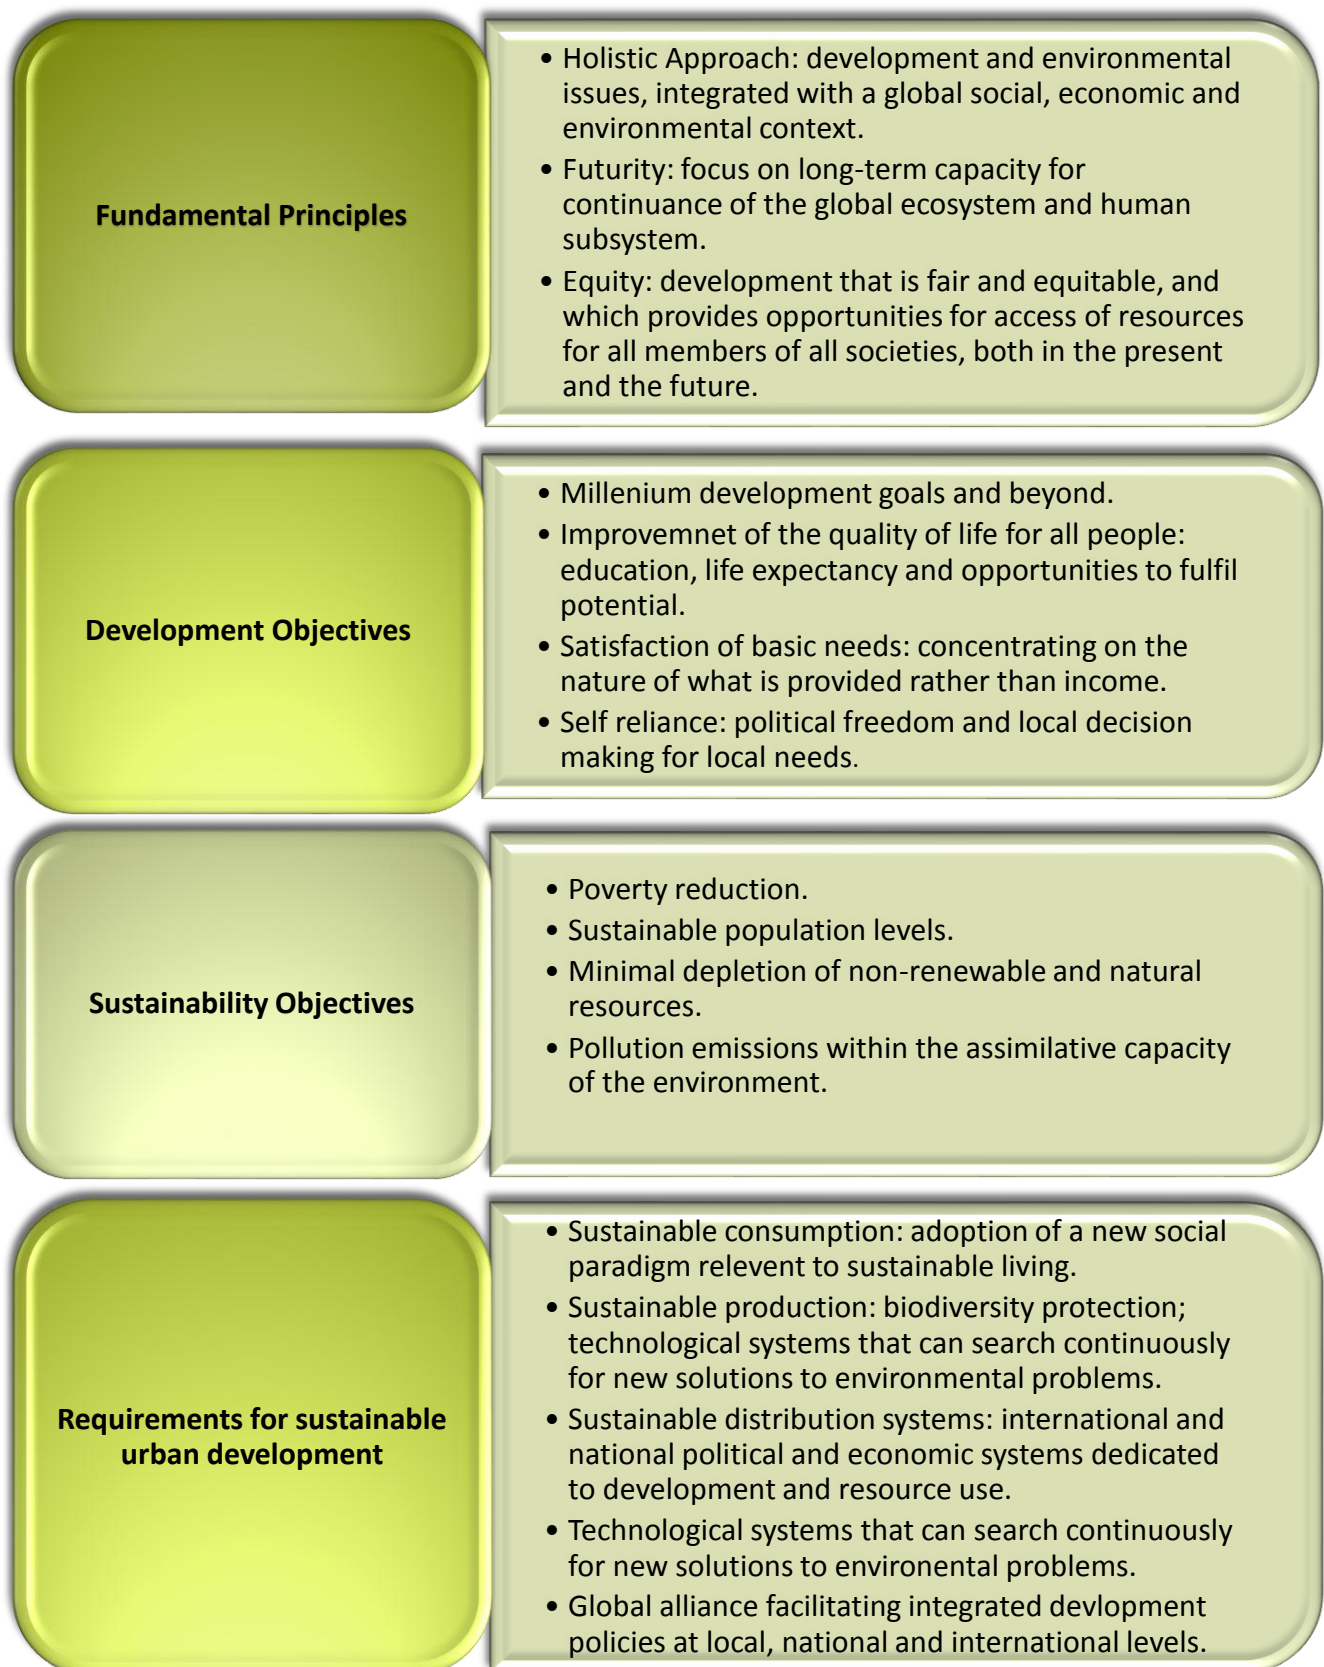 Fundamental Principles
• Holistic Approach: development and environmental
issues, integrated with a global social, economic and
environmental context.
• Futurity: focus on long-term capacity for
continuance of the global ecosystem and human
subsystem.
• Equity: development that is fair and equitable, and
which provides opportunities for access of resources
for all members of all societies, both in the present
and the future.
Development Objectives
• Millenium development goals and beyond.
• Improvemnet of the quality of life for all people:
education, life expectancy and opportunities to fulfil
potential.
• Satisfaction of basic needs: concentrating on the
nature of what is provided rather than income.
• Self reliance: political freedom and local decision
making for local needs.
Sustainability Objectives
• Poverty reduction.
• Sustainable population levels.
• Minimal depletion of non-renewable and natural
resources.
• Pollution emissions within the assimilative capacity
of the environment.
Requirements for sustainable
urban development
• Sustainable consumption: adoption of a new social
paradigm relevent to sustainable living.
• Sustainable production: biodiversity protection;
technological systems that can search continuously
for new solutions to environmental problems.
• Sustainable distribution systems: international and
national political and economic systems dedicated
to development and resource use.
• Technological systems that can search continuously
for new solutions to environental problems.
• Global alliance facilitating integrated devlopment
policies at local, national and international levels.